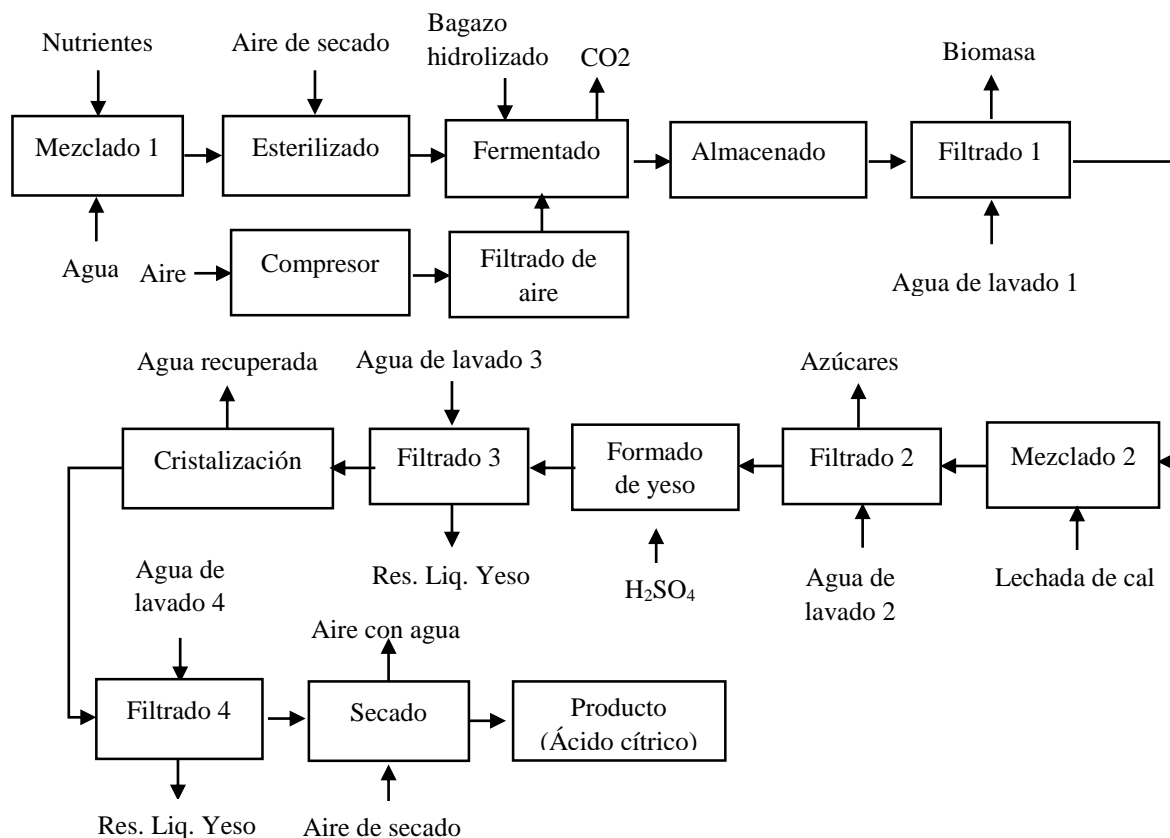 Nutrientes
Aire de secado
Bagazo
hidrolizado
CO2
Biomasa
Mezclado 1
Esterilizado
Fermentado
Almacenado
Filtrado 1
Agua
Aire
Compresor
Filtrado de
aire
Agua de lavado 1
Agua recuperada
Agua de lavado 3
Azúcares
Cristalización
Filtrado 3
Formado
de yeso
Filtrado 2
Mezclado 2
Res. Liq. Yeso
H₂SO₄
Agua de
lavado 2
Lechada de cal
Agua de
lavado 4
Aire con agua
Filtrado 4
Secado
Producto
(Ácido cítrico)
Res. Liq. Yeso
Aire de secado